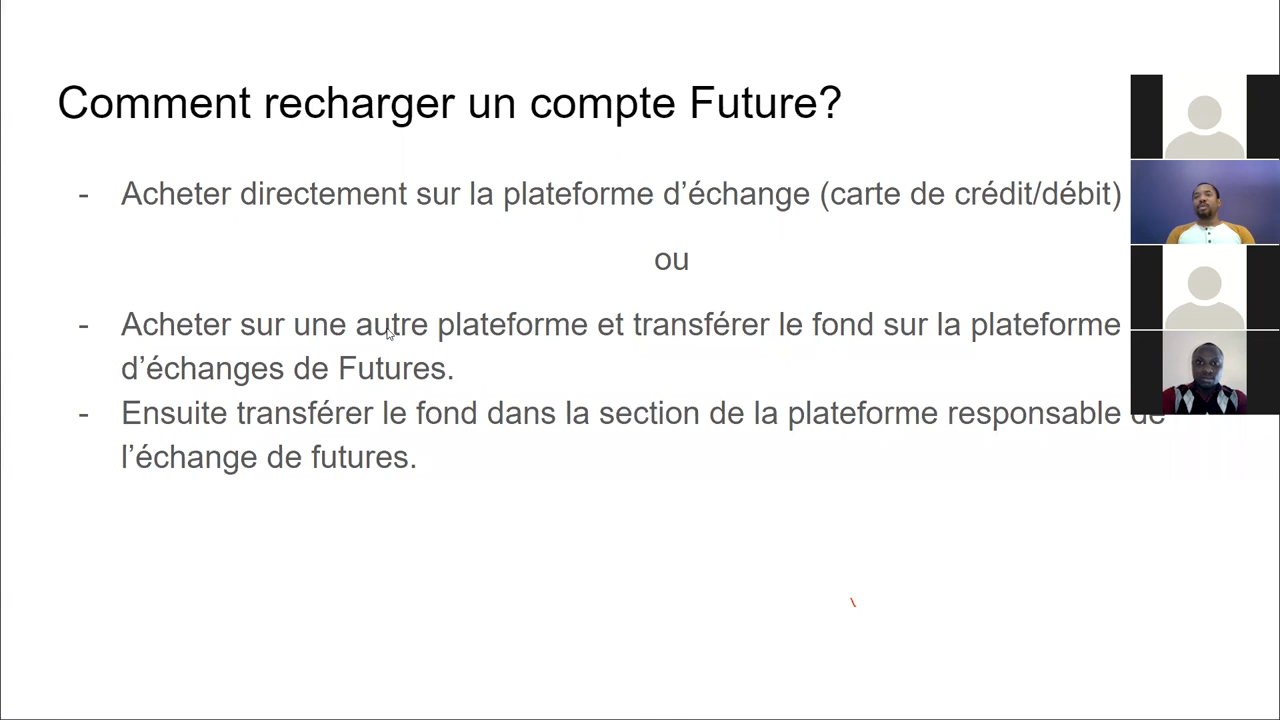 Comment recharger un compte Future?
- Acheter directement sur la plateforme d’échange (carte de crédit/débit)
ou
- Acheter sur une autre plateforme et transférer le fond sur la plateforme
d’échanges de Futures.
- Ensuite transférer le fond dans la section de la plateforme responsable de
l’échange de futures.